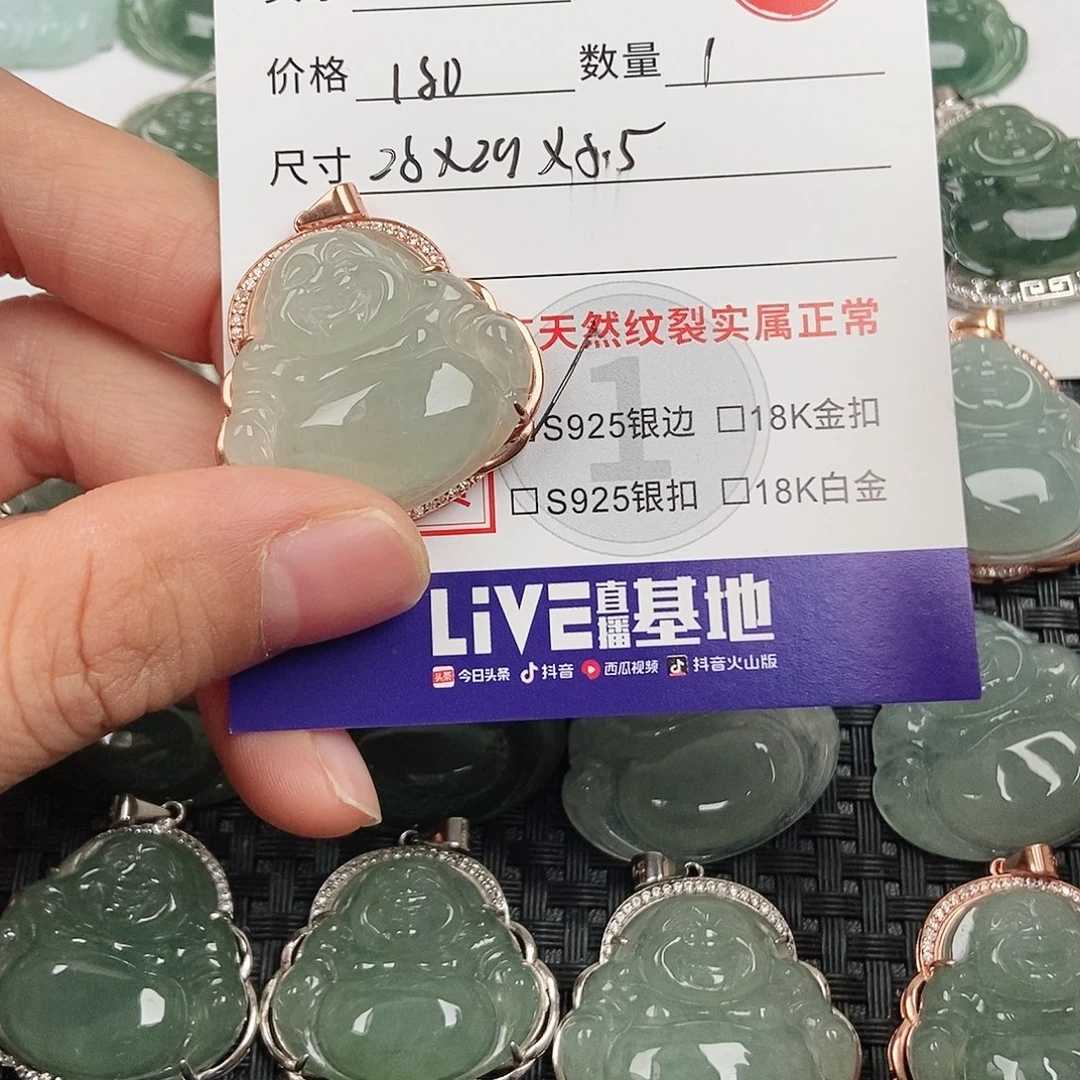 价格 180 数量 1
尺寸 28X29X8.5
天然纹裂实属正常
S925银边 □18K金扣
□S925银扣 □18K白金
LiVE直播基地
头条 今日头条 抖音 西瓜视频 抖音火山版